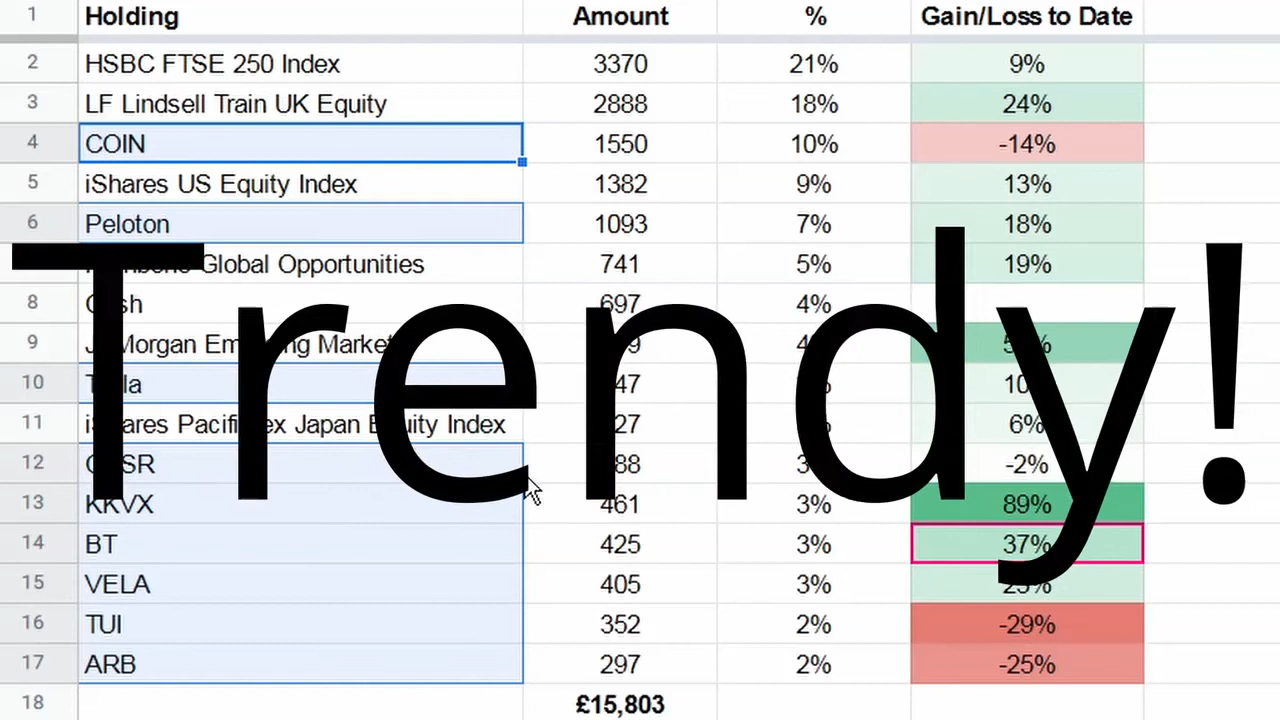 1 Holding Amount % Gain/Loss to Date
2 HSBC FTSE 250 Index 3370 21% 9%
3 LF Lindsell Train UK Equity 2888 18% 24%
4 COIN 1550 10% -14%
5 iShares US Equity Index 1382 9% 13%
6 Peloton 1093 7% 18%
Global Opportunities 741 5% 19%
8 697 4%
9
10
11 Index 6%
12 -2%
13 KKVX 461 3% 89%
14 BT 425 3% 37%
15 VELA 405 3%
16 TUI 352 2% -29%
17 ARB 297 2% -25%
18 £15,803
Trendy!